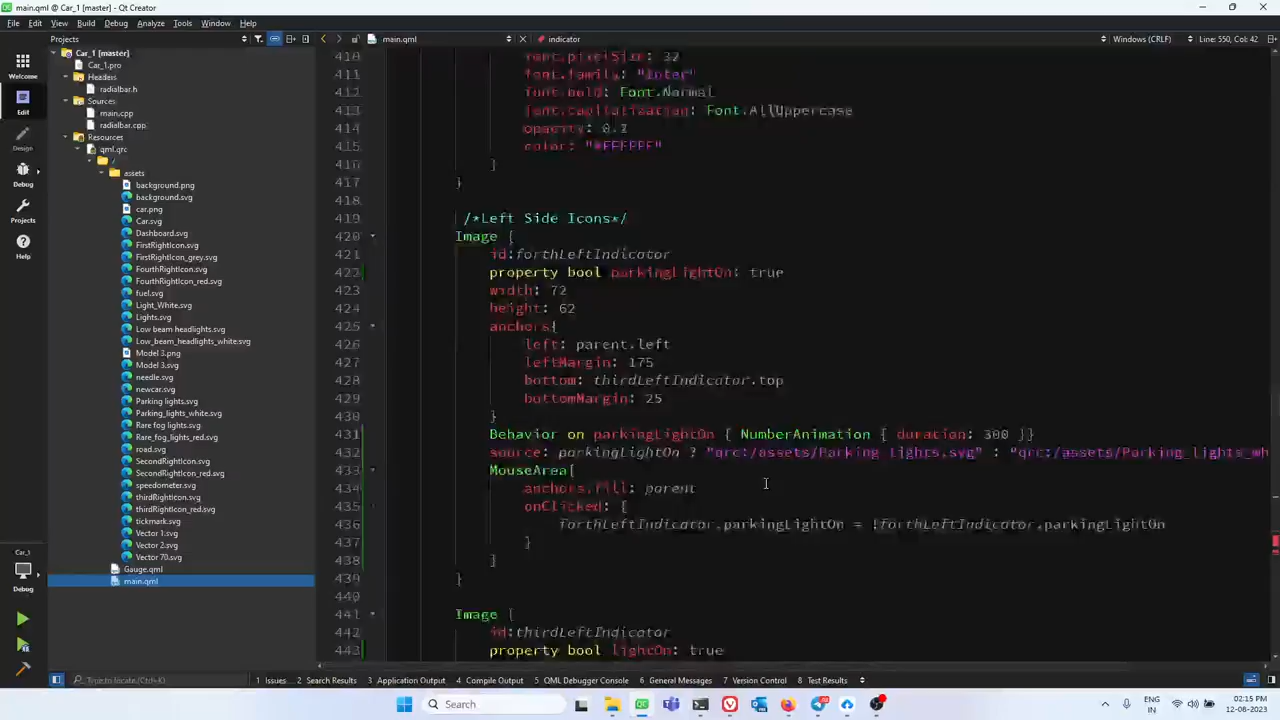 main.qml @ Car_1 [master] - Qt Creator
File Edit View Build Debug Analyze Tools Window Help
Projects main.qml indicator Windows (CRLF) Line: 550, Col: 42
Welcome
Edit
Design
Debug
Projects
Help
Car_1
Debug
Car_1 [master]
Car_1.pro
Headers
radialbar.h
Sources
main.cpp
radialbar.cpp
Resources
qml.qrc
/
assets
background.png
background.svg
car.png
Car.svg
Dashboard.svg
FirstRightIcon.svg
FirstRightIcon_grey.svg
FourthRightIcon.svg
FourthRightIcon_red.svg
fuel.svg
Light_White.svg
Lights.svg
Low beam headlights.svg
Low_beam_headlights_white.svg
Model 3.png
Model 3.svg
needle.svg
newcar.svg
Parking lights.svg
Parking_lights_white.svg
Rare fog lights.svg
Rare_fog_lights_red.svg
road.svg
SecondRightIcon.svg
SecondRightIcon_red.svg
speedometer.svg
thirdRightIcon.svg
thirdRightIcon_red.svg
tickmark.svg
Vector 1.svg
Vector 2.svg
Vector 70.svg
Gauge.qml
main.qml
410 font.pixelSize: 32
411 font.family: "Inter"
412 font.bold: Font.Normal
413 font.capitalization: Font.AllUppercase
414 opacity: 0.7
415 color: "#FFFFFF"
416 }
417 }
418
419 /*Left Side Icons*/
420 Image {
421 id:forthLeftIndicator
422 property bool parkingLightOn: true
423 width: 72
424 height: 62
425 anchors{
426 left: parent.left
427 leftMargin: 175
428 bottom: thirdLeftIndicator.top
429 bottomMargin: 25
430 }
431 Behavior on parkingLightOn { NumberAnimation { duration: 300 }}
432 source: parkingLightOn ? "qrc:/assets/Parking lights.svg" : "qrc:/assets/Parking_lights_wh
433 MouseArea{
434 anchors.fill: parent
435 onClicked: {
436 forthLeftIndicator.parkingLightOn = !forthLeftIndicator.parkingLightOn
437 }
438 }
439 }
440
441 Image {
442 id:thirdLeftIndicator
443 property bool lightOn: true
Type to locate (Ctrl+K) 1 Issues 2 Search Results 3 Application Output 4 Compile Output 5 QML Debugger Console 6 General Messages 7 Version Control 8 Test Results
Search
ENG
IN
02:15 PM
12-08-2023